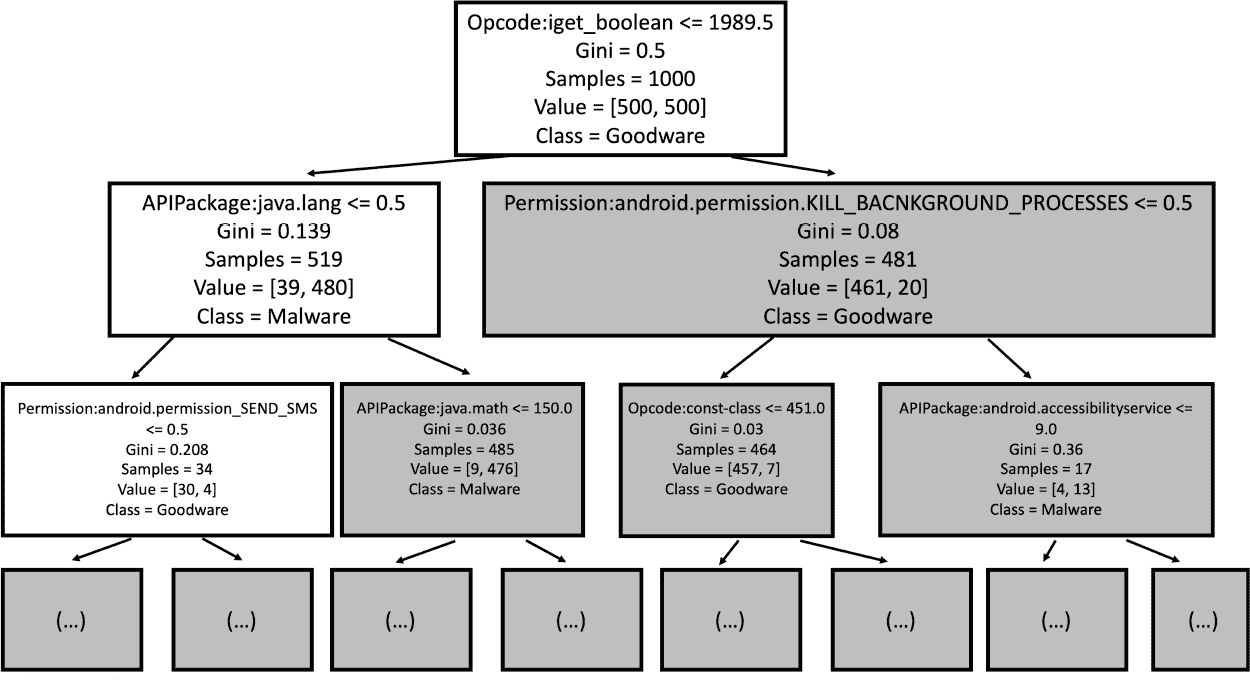 Opcode:iget_boolean <= 1989.5
Gini = 0.5
Samples = 1000
Value = [500, 500]
Class = Goodware
APIPackage:java.lang <= 0.5
Gini = 0.139
Samples = 519
Value = [39, 480]
Class = Malware
Permission:android.permission.KILL_BACNKGROUND_PROCESSES <= 0.5
Gini = 0.08
Samples = 481
Value = [461, 20]
Class = Goodware
Permission:android.permission_SEND_SMS
<= 0.5
Gini = 0.208
Samples = 34
Value = [30, 4]
Class = Goodware
APIPackage:java.math <= 150.0
Gini = 0.036
Samples = 485
Value = [9, 476]
Class = Malware
Opcode:const-class <= 451.0
Gini = 0.03
Samples = 464
Value = [457, 7]
Class = Goodware
APIPackage:android.accessibilityservice <=
9.0
Gini = 0.36
Samples = 17
Value = [4, 13]
Class = Malware
(...)
(...)
(...)
(...)
(...)
(...)
(...)
(...)